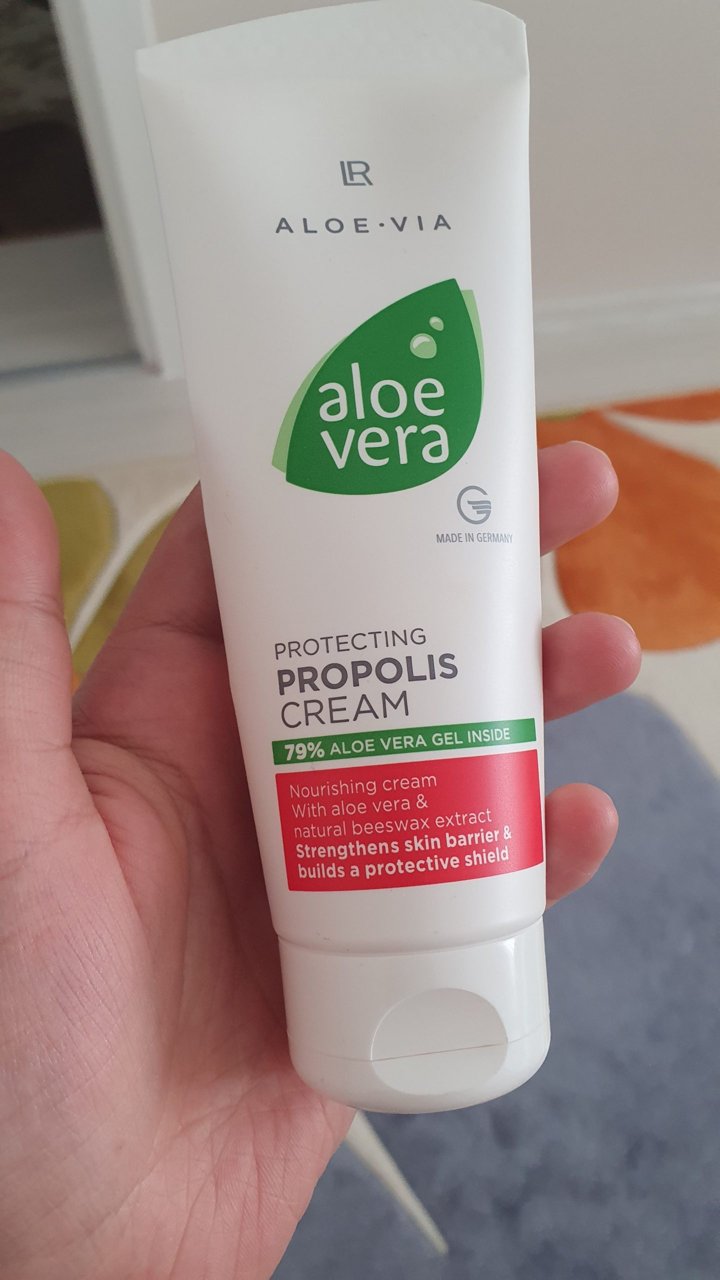 LR
ALOE•VIA
aloe
vera
MADE IN GERMANY
PROTECTING
PROPOLIS
CREAM
79% ALOE VERA GEL INSIDE
Nourishing cream
With aloe vera &
natural beeswax extract
Strengthens skin barrier &
builds a protective shield